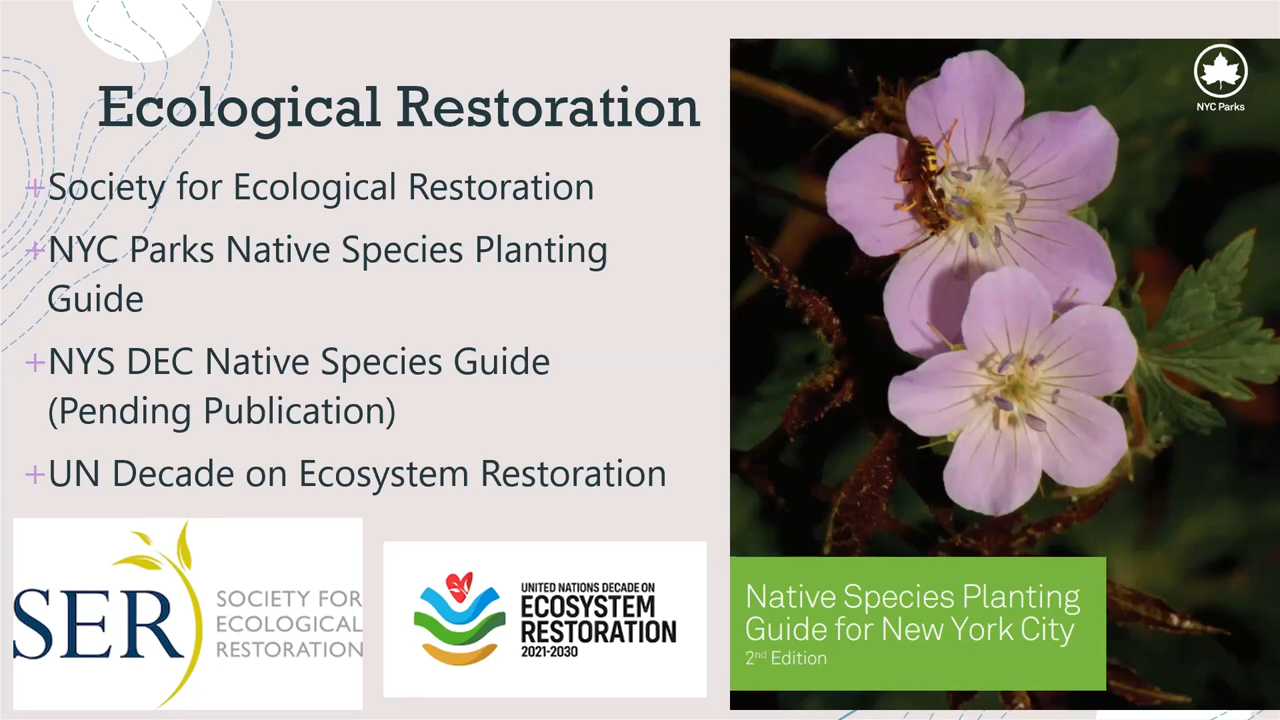 Ecological Restoration
+Society for Ecological Restoration
+NYC Parks Native Species Planting
Guide
+NYS DEC Native Species Guide
(Pending Publication)
+UN Decade on Ecosystem Restoration
SER
SOCIETY FOR
ECOLOGICAL
RESTORATION
UNITED NATIONS DECADE ON
ECOSYSTEM
RESTORATION
2021-2030
NYC Parks
Native Species Planting
Guide for New York City
2nd Edition